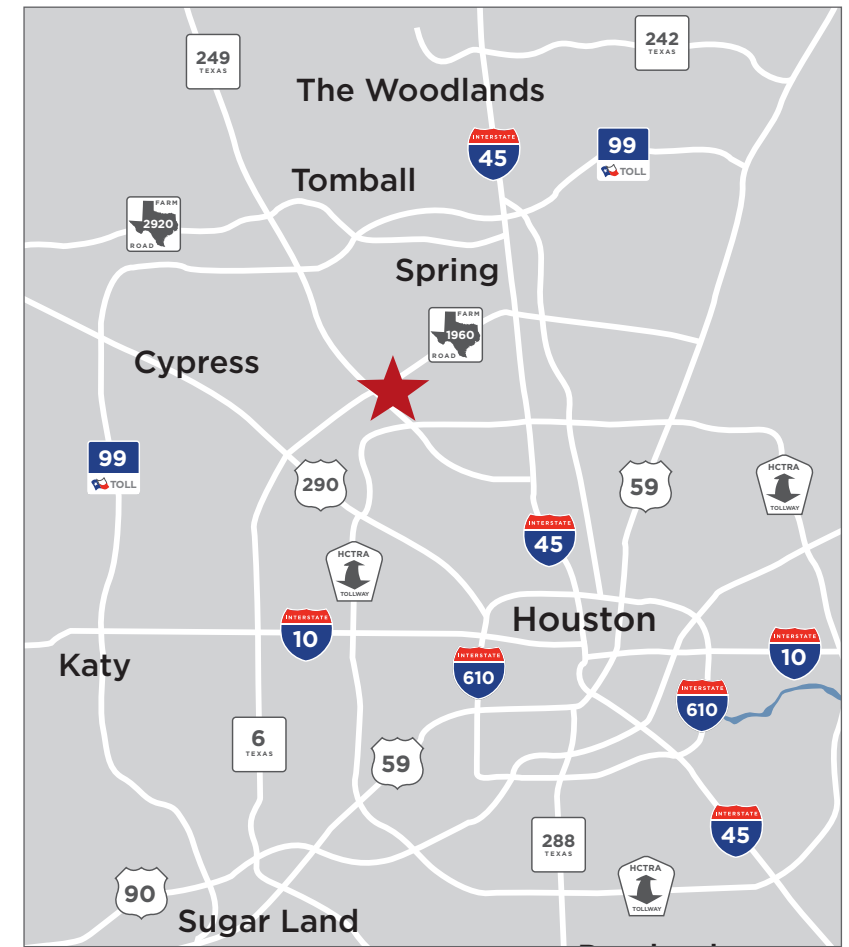 249
TEXAS
242
TEXAS
The Woodlands
INTERSTATE
45
99
TOLL
Tomball
FARM
2920
ROAD
Spring
FARM
1960
ROAD
Cypress
99
TOLL
290
59
HCTRA
TOLLWAY
INTERSTATE
45
HCTRA
TOLLWAY
Houston
INTERSTATE
10
INTERSTATE
10
Katy
INTERSTATE
610
INTERSTATE
610
6
TEXAS
59
INTERSTATE
45
288
TEXAS
HCTRA
TOLLWAY
90
Sugar Land